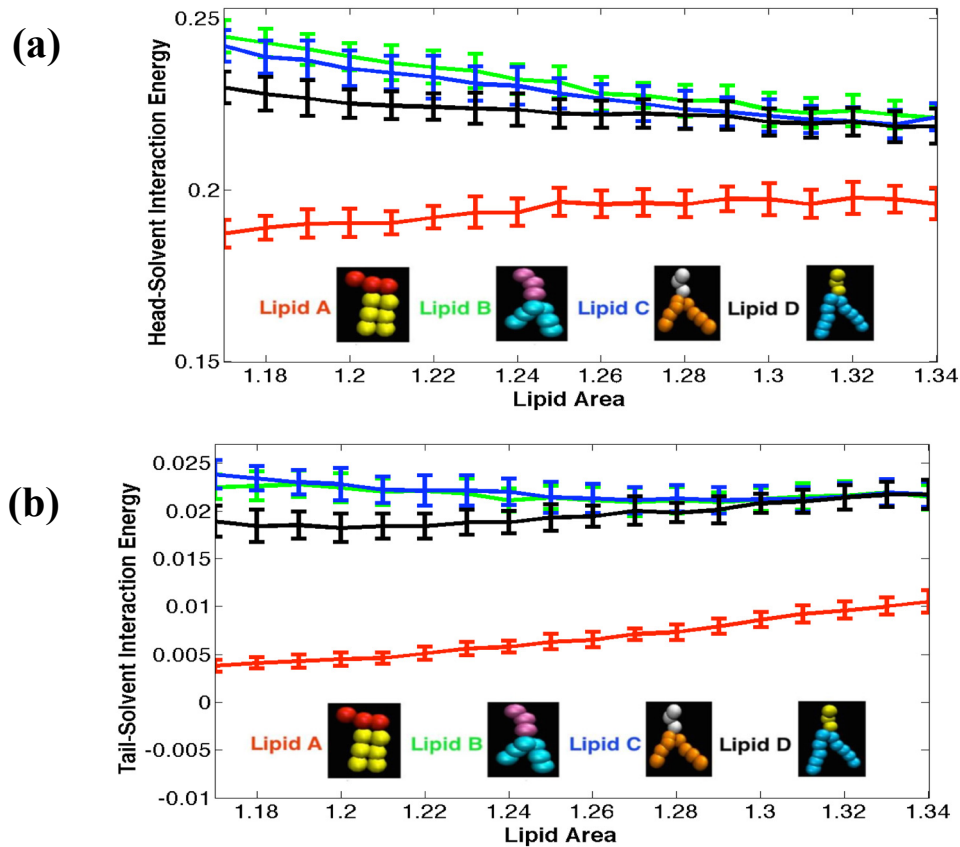 (a)
Head-Solvent Interaction Energy
0.25
0.2
0.15
Lipid A
Lipid B
Lipid C
Lipid D
1.18 1.2 1.22 1.24 1.26 1.28 1.3 1.32 1.34
Lipid Area
(b)
Tail-Solvent Interaction Energy
0.025
0.02
0.015
0.01
0.005
0
-0.005
-0.01
Lipid A
Lipid B
Lipid C
Lipid D
1.18 1.2 1.22 1.24 1.26 1.28 1.3 1.32 1.34
Lipid Area